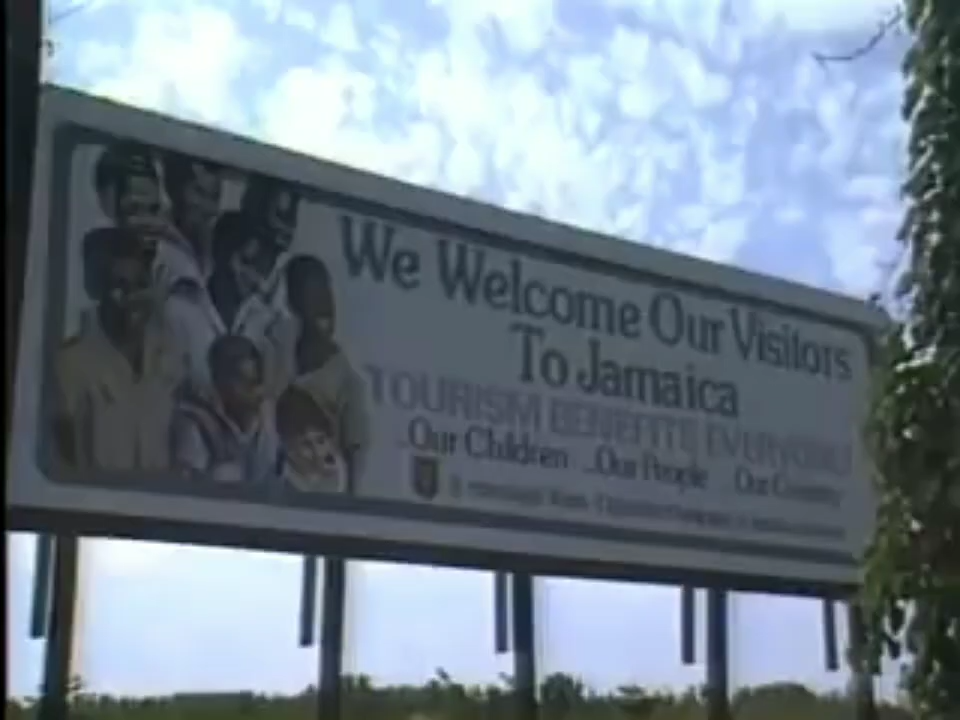 We Welcome Our Visitors
To Jamaica
TOURISM BENEFITS EVERYONE
Our Children ...Our People ...Our Country